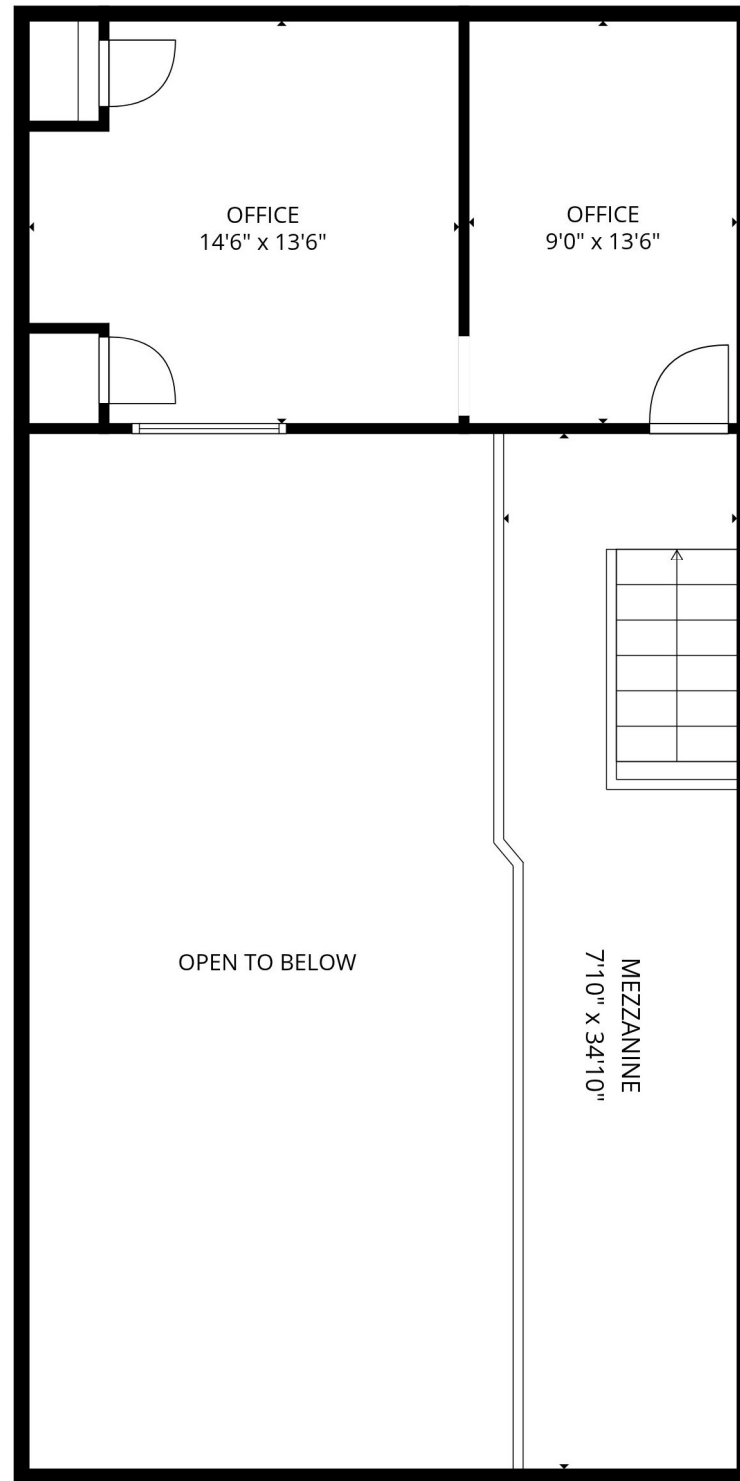 OFFICE
14'6" x 13'6"
OFFICE
9'0" x 13'6"
OPEN TO BELOW
MEZZANINE
7'10" x 34'10"